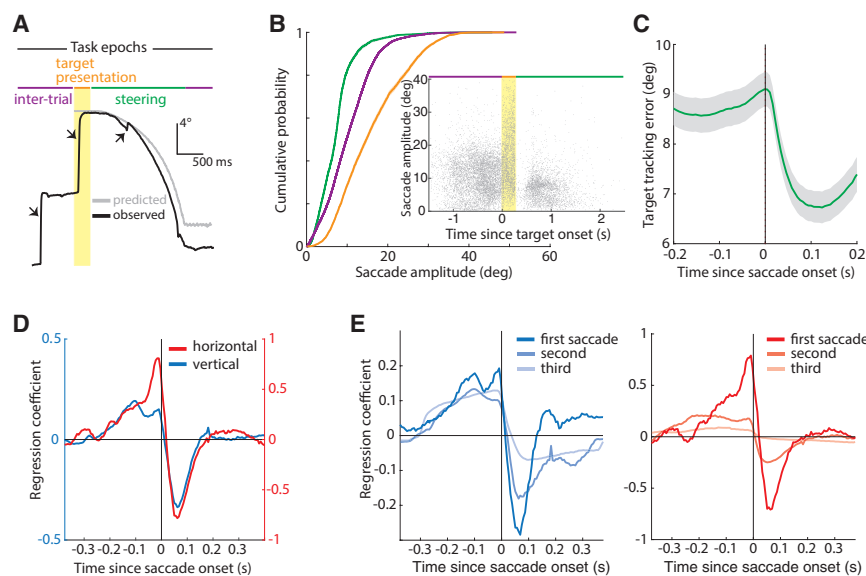 A
Task epochs
target
presentation
inter-trial
steering
4°
500 ms
predicted
observed
B
Cumulative probability
1
0
0
20
40
60
Saccade amplitude (deg)
Saccade amplitude (deg)
40
30
20
10
0
-1
0
1
2
Time since target onset (s)
C
Target tracking error
(deg)
10
9
8
7
6
-0.2
-0.1
0
0.1
02
Time since saccade onset (s)
D
Regression coefficient
0.5
0
-0.5
horizontal
vertical
1
0.5
0
-0.5
-1
-0.3
-0.2
-0.1
0
0.1
0.2
0.3
Time since saccade onset (s)
E
Regression coefficient
0.2
0.1
0
-0.1
-0.2
first saccade
second
third
-0.3
-0.2
-0.1
0
0.1
0.2
0.3
Time since saccade onset (s)
1
0.5
0
-0.5
-1
first saccade
second
third
-0.3
-0.2
-0.1
0
0.1
0.2
0.3
Time since saccade onset (s)